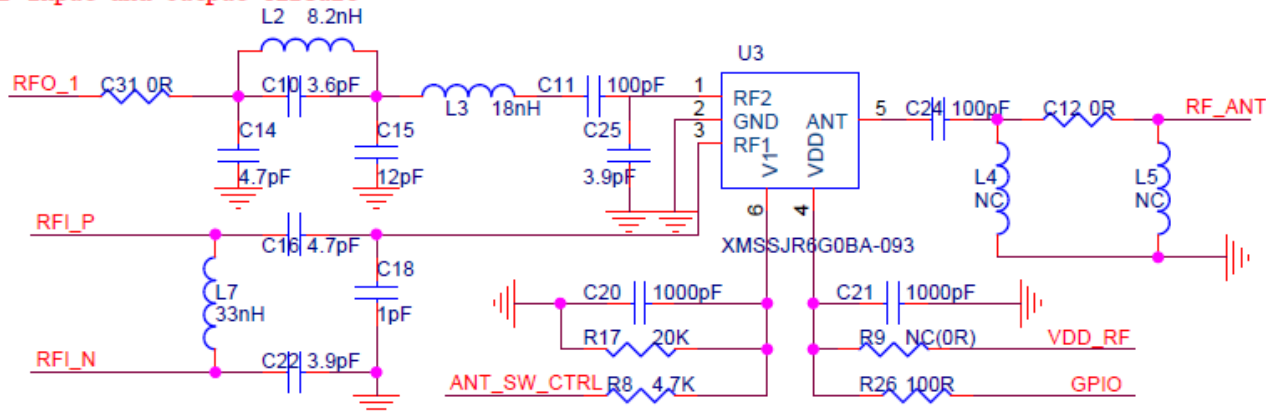 L2 8.2nH
U3
RFO_1 C31 0R C10 3.6pF C11 100pF 1 RF2 5 C24 100pF C12 0R RF_ANT
L3 18nH 2 GND ANT
C14 C15 C25 3 RF1 V1 VDD
4.7pF 12pF 3.9pF L4 NC L5 NC
6 4
RFI_P C16 4.7pF XMSSJR6G0BA-093
C18
L7 C20 1000pF C21 1000pF
33nH 1pF
R17 20K R9 NC(0R) VDD_RF
RFI_N C22 3.9pF
ANT_SW_CTRL R8 4.7K R26 100R GPIO